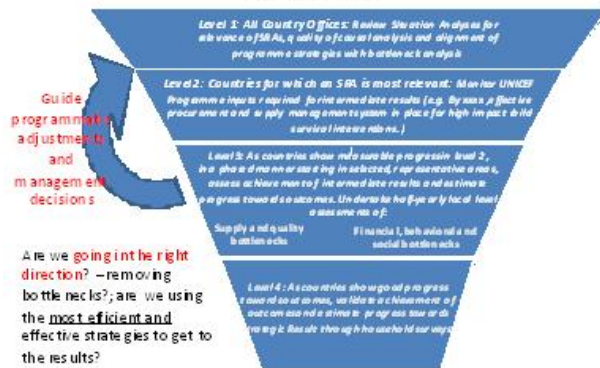 Level 1: All Country Offices: Review Situation Analyses for
relevance of SRAs, quality of causal analysis and alignment of
programme strategies with bottleneck analysis
Level 2: Countries for which an SRA is most relevant: Monitor UNICEF
Programme inputs required for intermediate results (e.g. By xxxx, effective
procurement and supply management system in place for high impact child
survival interventions.)
Level 3: As countries show measurable progress in level 2,
in a phased manner starting in selected, representative areas,
assess achievement of intermediate results and estimate
progress towards outcomes. Undertake half-yearly local level
assessments of:
Supply and quality
bottlenecks
Financial, behavioral and
social bottlenecks
Level 4: As countries show good progress
toward outcomes, validate achievement of
outcomes and estimate progress towards
Strategic Result through household surveys
Guide
programmatic
adjustments
and
management
decisions
Are we going in the right
direction? – removing
bottle necks?; are we using
the most efficient and
effective strategies to get to
the results?